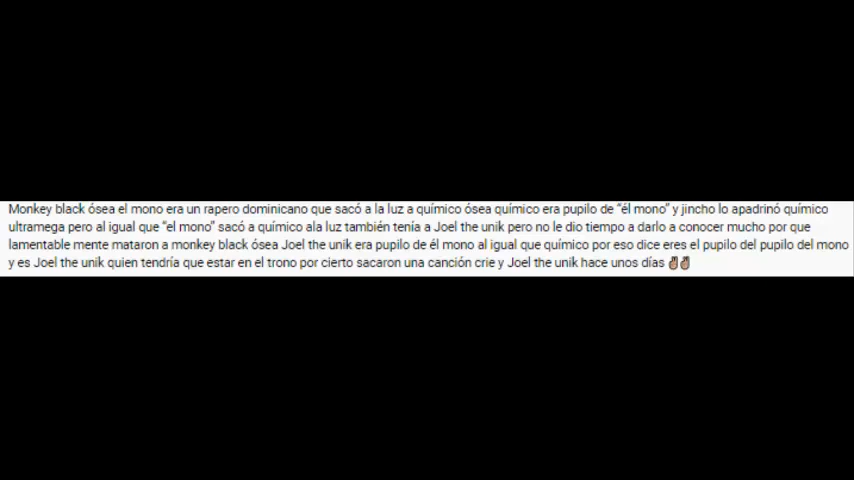 Monkey black ósea el mono era un rapero dominicano que sacó a la luz a químico ósea químico era pupilo de “él mono” y jincho lo apadrinó químico
ultramega pero al igual que “el mono” sacó a químico ala luz también tenía a Joel the unik pero no le dio tiempo a darlo a conocer mucho por que
lamentable mente mataron a monkey black ósea Joel the unik era pupilo de él mono al igual que químico por eso dice eres el pupilo del pupilo del mono
y es Joel the unik quien tendría que estar en el trono por cierto sacaron una canción crie y Joel the unik hace unos días ✌🏽✌🏽